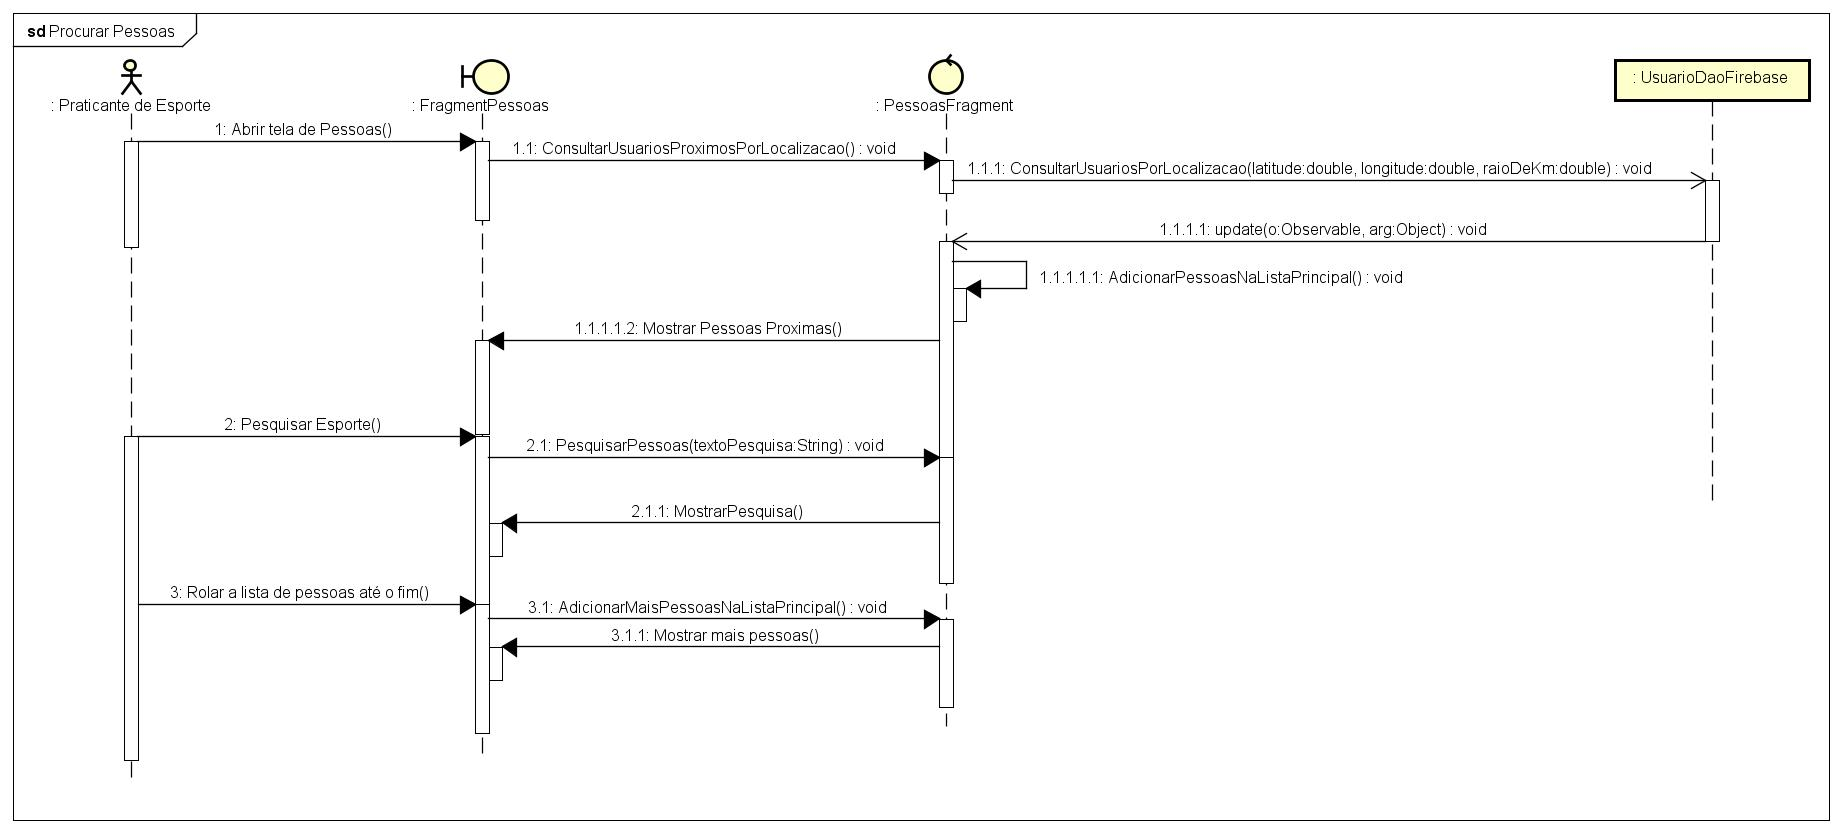 sd Procurar Pessoas
: Praticante de Esporte
: FragmentPessoas
: PessoasFragment
: UsuarioDaoFirebase
1: Abrir tela de Pessoas()
1.1: ConsultarUsuariosProximosPorLocalizacao() : void
1.1.1: ConsultarUsuariosPorLocalizacao(latitude:double, longitude:double, raioDeKm:double) : void
1.1.1.1: update(o:Observable, arg:Object) : void
1.1.1.1.1: AdicionarPessoasNaListaPrincipal() : void
1.1.1.1.2: Mostrar Pessoas Proximas()
2: Pesquisar Esporte()
2.1: PesquisarPessoas(textoPesquisa:String) : void
2.1.1: MostrarPesquisa()
3: Rolar a lista de pessoas até o fim()
3.1: AdicionarMaisPessoasNaListaPrincipal() : void
3.1.1: Mostrar mais pessoas()